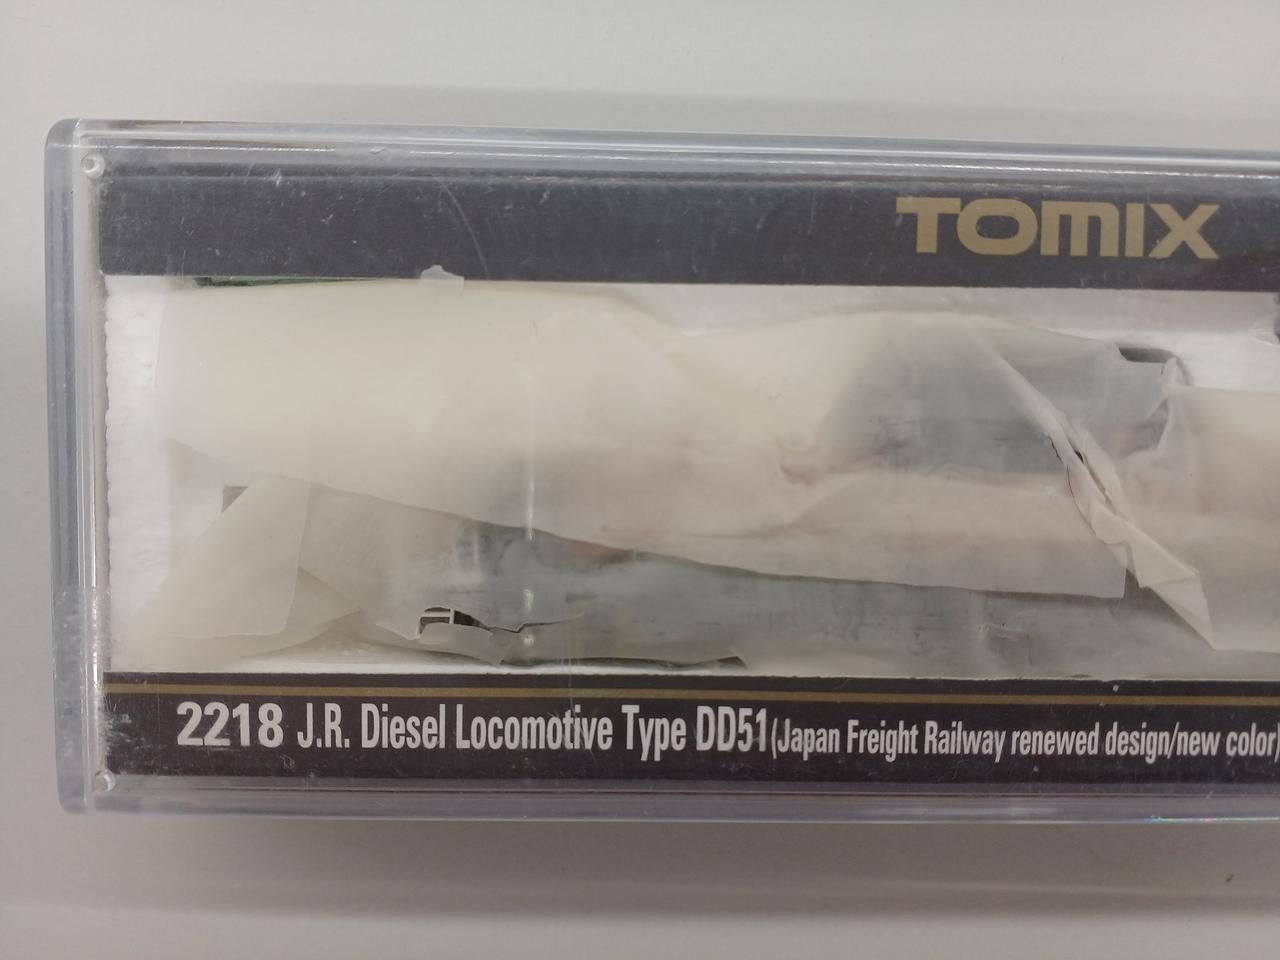 TOMIX
2218 J.R. Diesel Locomotive Type DD51(Japan Freight Railway renewed design/new color)